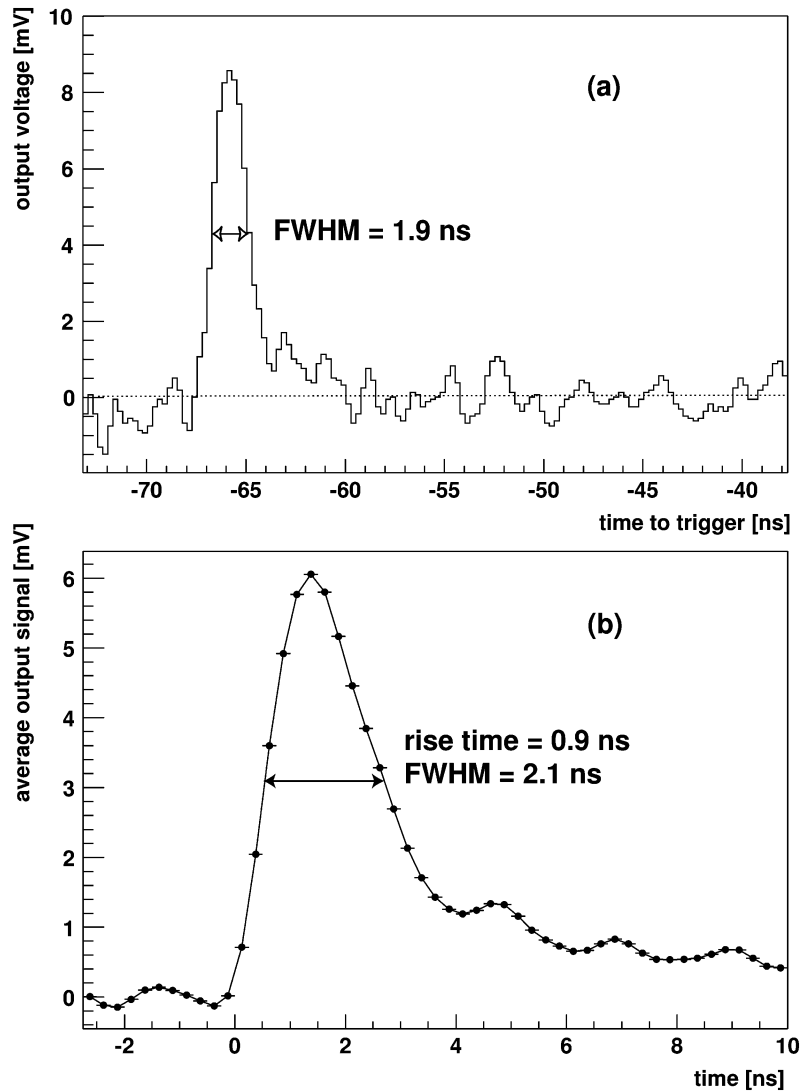 output voltage [mV]
10
8
6
4
2
0
(a)
FWHM = 1.9 ns
-70 -65 -60 -55 -50 -45 -40
time to trigger [ns]
average output signal [mV]
6
5
4
3
2
1
0
(b)
rise time = 0.9 ns
FWHM = 2.1 ns
-2 0 2 4 6 8 10
time [ns]